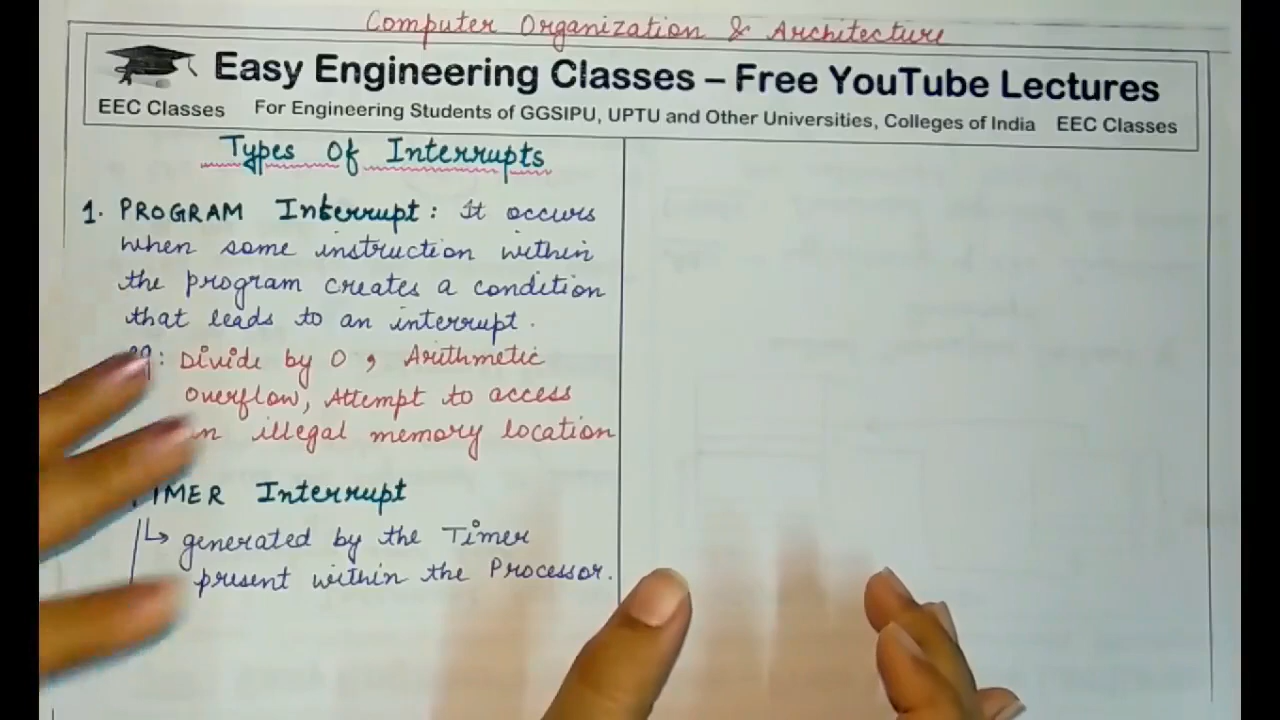 Computer Organization & Architecture
Easy Engineering Classes – Free YouTube Lectures
EEC Classes For Engineering Students of GGSIPU, UPTU and Other Universities, Colleges of India EEC Classes
Types Of Interrupts
1. PROGRAM Interrupt: It occurs
when some instruction within
the program creates a condition
that leads to an interrupt.
eg: Divide by 0, Arithmetic
Overflow, Attempt to access
an illegal memory location
TIMER Interrupt
↳ generated by the Timer
present within the Processor.